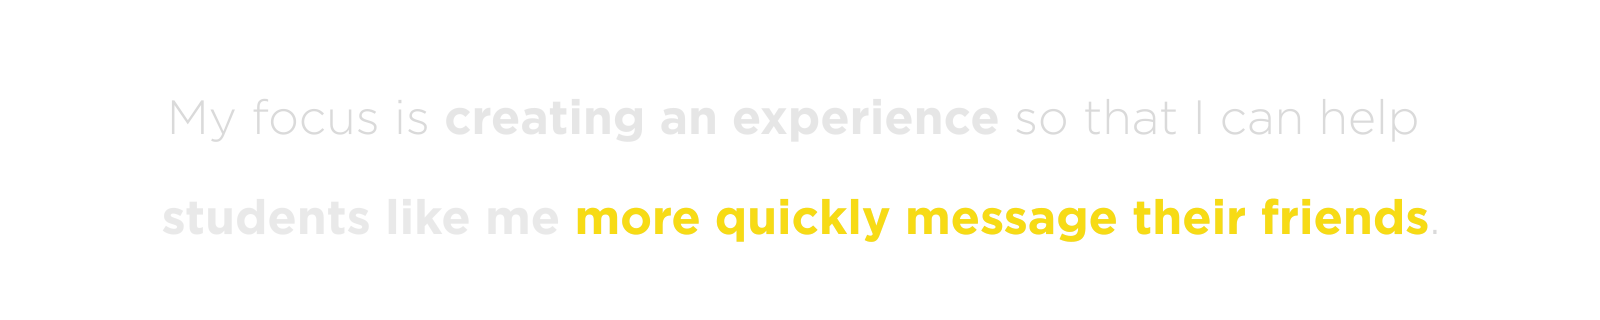 My focus is creating an experience so that I can help
students like me more quickly message their friends.